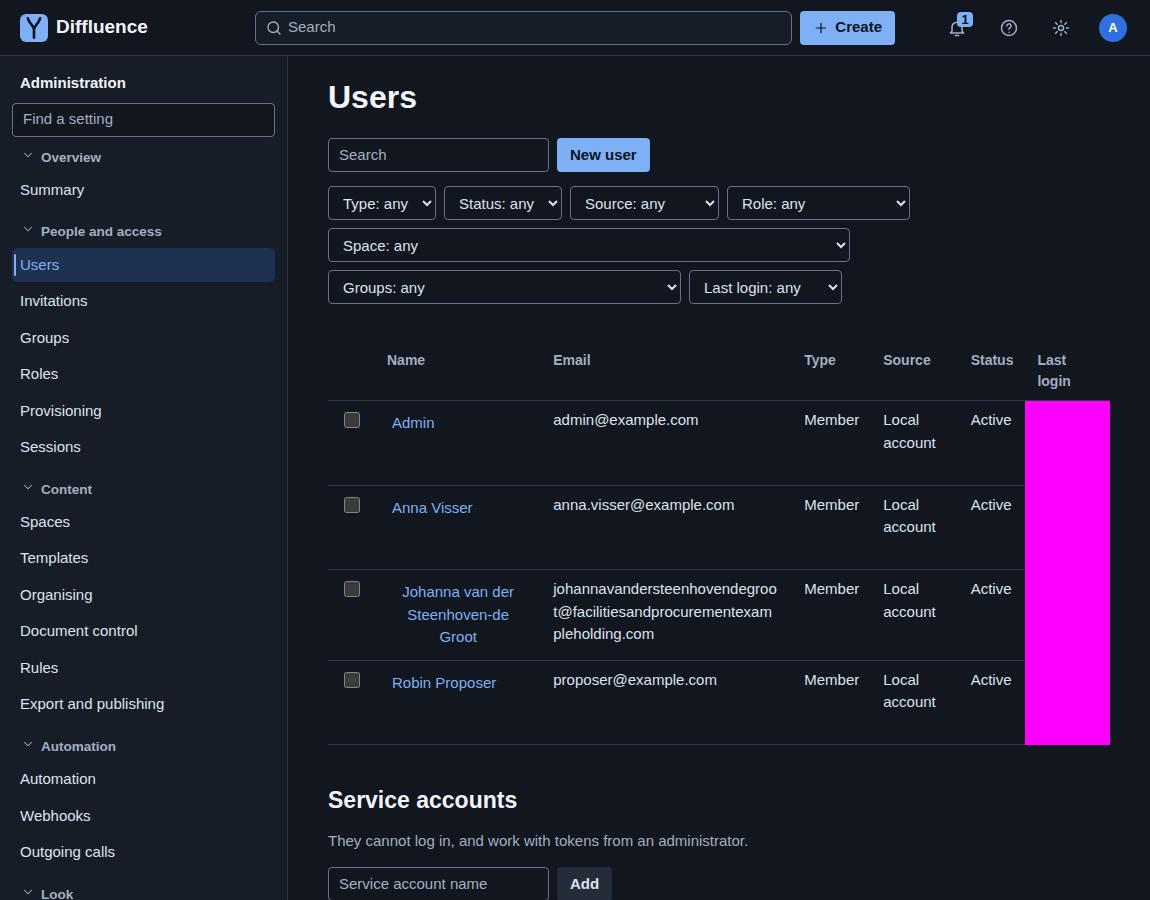 Diffluence
Search
Create
1
A
Administration
Find a setting
Overview
Summary
People and access
Users
Invitations
Groups
Roles
Provisioning
Sessions
Content
Spaces
Templates
Organising
Document control
Rules
Export and publishing
Automation
Automation
Webhooks
Outgoing calls
Look
Users
Search
New user
Type: any
Status: any
Source: any
Role: any
Space: any
Groups: any
Last login: any
Name
Email
Type
Source
Status
Last
login
Admin
admin@example.com
Member
Local
account
Active
Anna Visser
anna.visser@example.com
Member
Local
account
Active
Johanna van der
Steenhoven-de
Groot
johannavandersteenhovendegroo
t@facilitiesandprocurementexam
pleholding.com
Member
Local
account
Active
Robin Proposer
proposer@example.com
Member
Local
account
Active
Service accounts
They cannot log in, and work with tokens from an administrator.
Service account name
Add